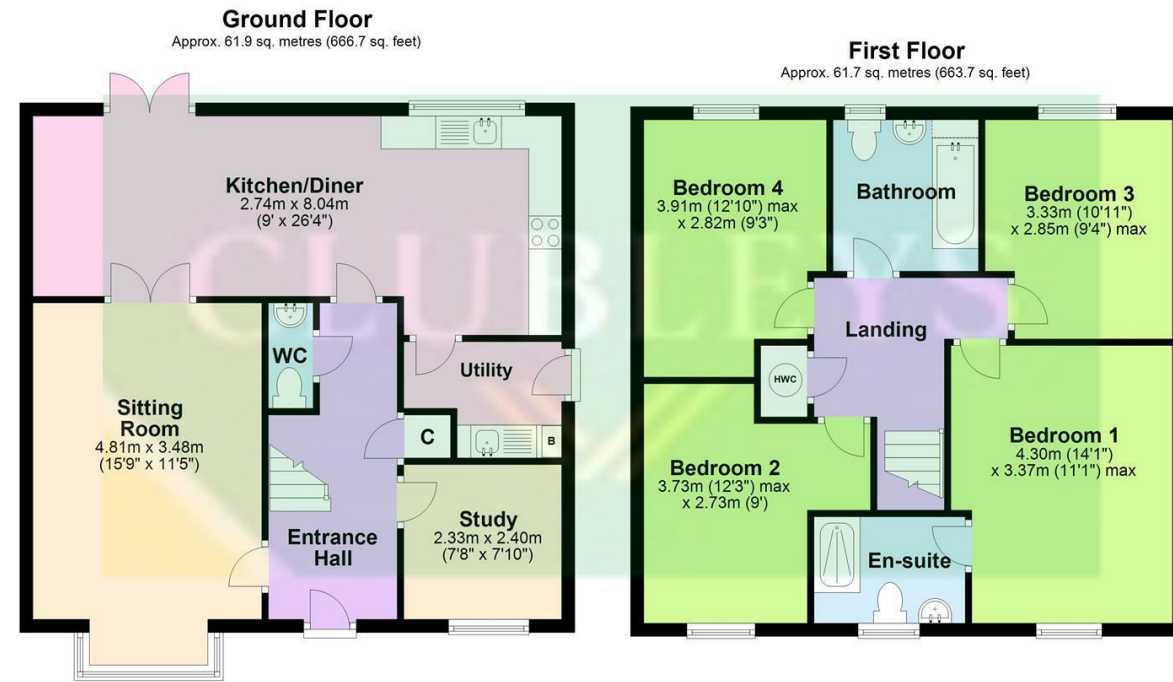 Ground Floor
Approx. 61.9 sq. metres (666.7 sq. feet)
Kitchen/Diner
2.74m x 8.04m
(9' x 26'4")
WC
Utility
Sitting
Room
4.81m x 3.48m
(15'9" x 11'5")
C
B
Study
2.33m x 2.40m
(7'8" x 7'10")
Entrance
Hall
First Floor
Approx. 61.7 sq. metres (663.7 sq. feet)
Bedroom 4
3.91m (12'10") max
x 2.82m (9'3")
Bathroom
Bedroom 3
3.33m (10'11")
x 2.85m (9'4") max
Landing
HWC
Bedroom 2
3.73m (12'3") max
x 2.73m (9')
Bedroom 1
4.30m (14'1")
x 3.37m (11'1") max
En-suite
CLUBLEYS